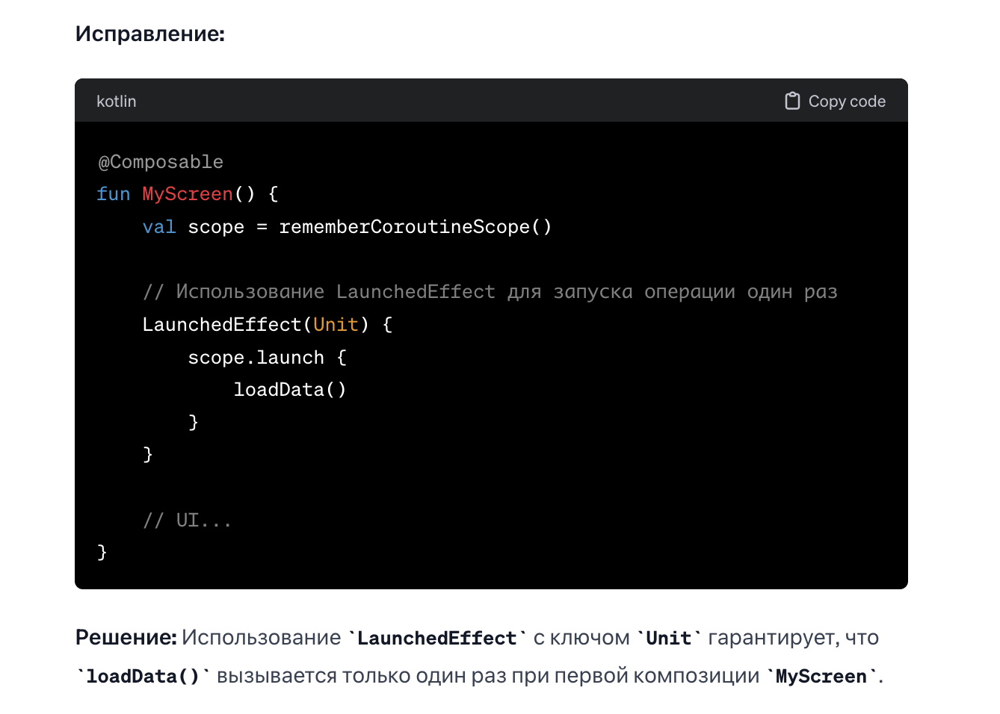 Исправление:
kotlin
Copy code
@Composable
fun MyScreen() {
    val scope = rememberCoroutineScope()
    // Использование LaunchedEffect для запуска операции один раз
    LaunchedEffect(Unit) {
        scope.launch {
            loadData()
        }
    }
    // UI...
}
Решение: Использование `LaunchedEffect` с ключом `Unit` гарантирует, что
`loadData()` вызывается только один раз при первой композиции `MyScreen`.